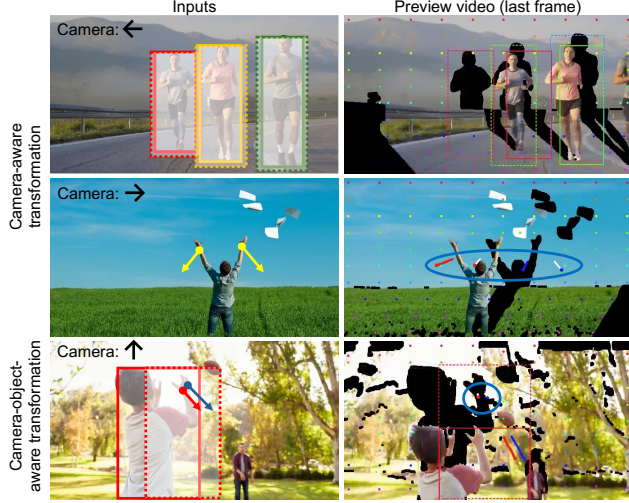 Inputs
Preview video (last frame)
Camera: ←
Camera-aware
transformation
Camera: →
Camera: ↑
Camera-object-
aware transformation